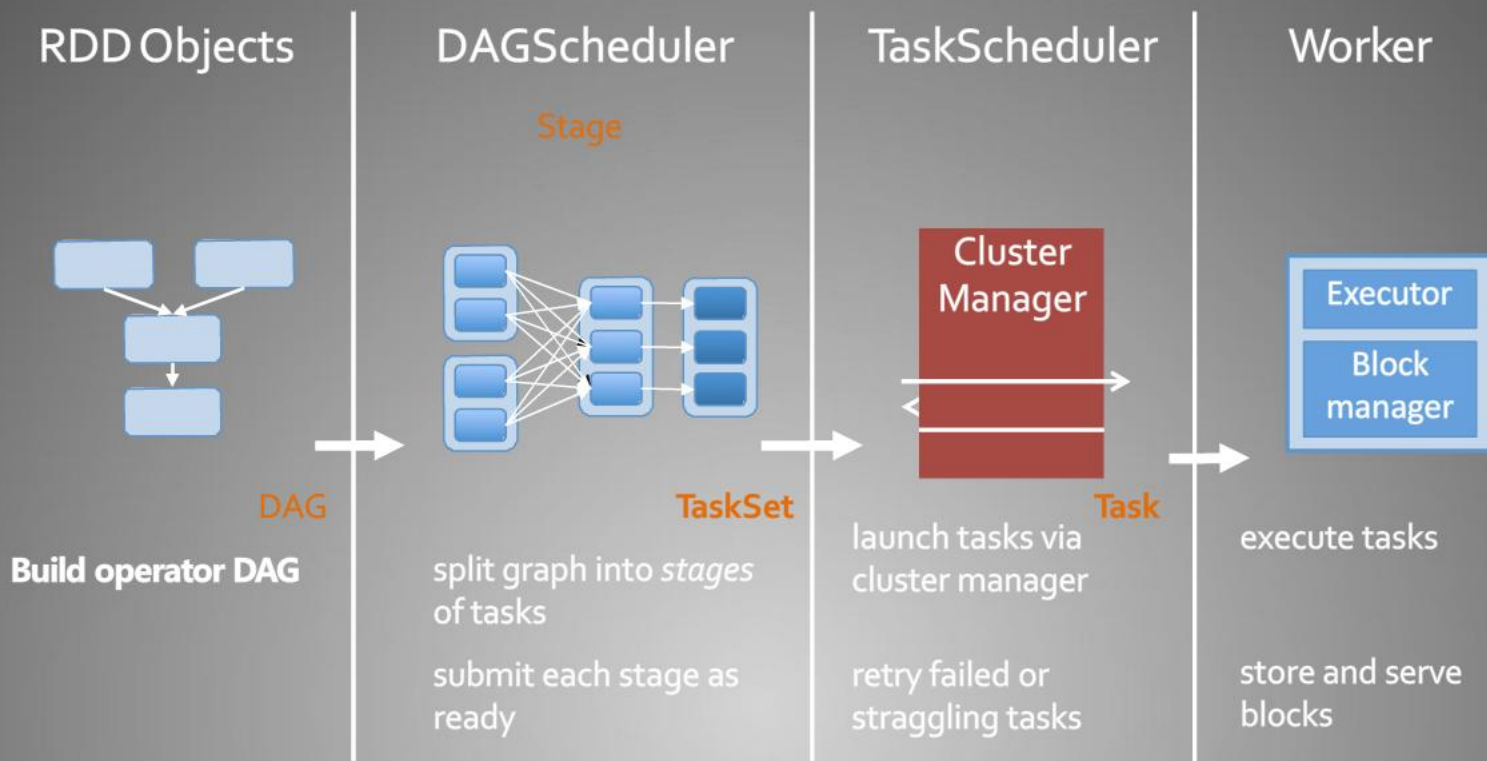 RDD Objects
DAGScheduler
TaskScheduler
Worker
Stage
Cluster
Manager
Executor
Block
manager
DAG
TaskSet
Task
Build operator DAG
split graph into stages
of tasks
submit each stage as
ready
launch tasks via
cluster manager
retry failed or
straggling tasks
execute tasks
store and serve
blocks